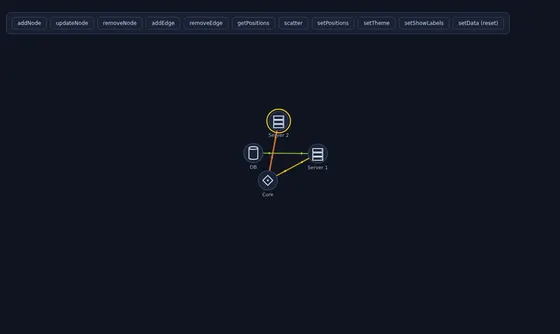 addNode updateNode removeNode addEdge removeEdge getPositions scatter setPositions setTheme setShowLabels setData (reset)
Server 2
DB
Server 1
Core